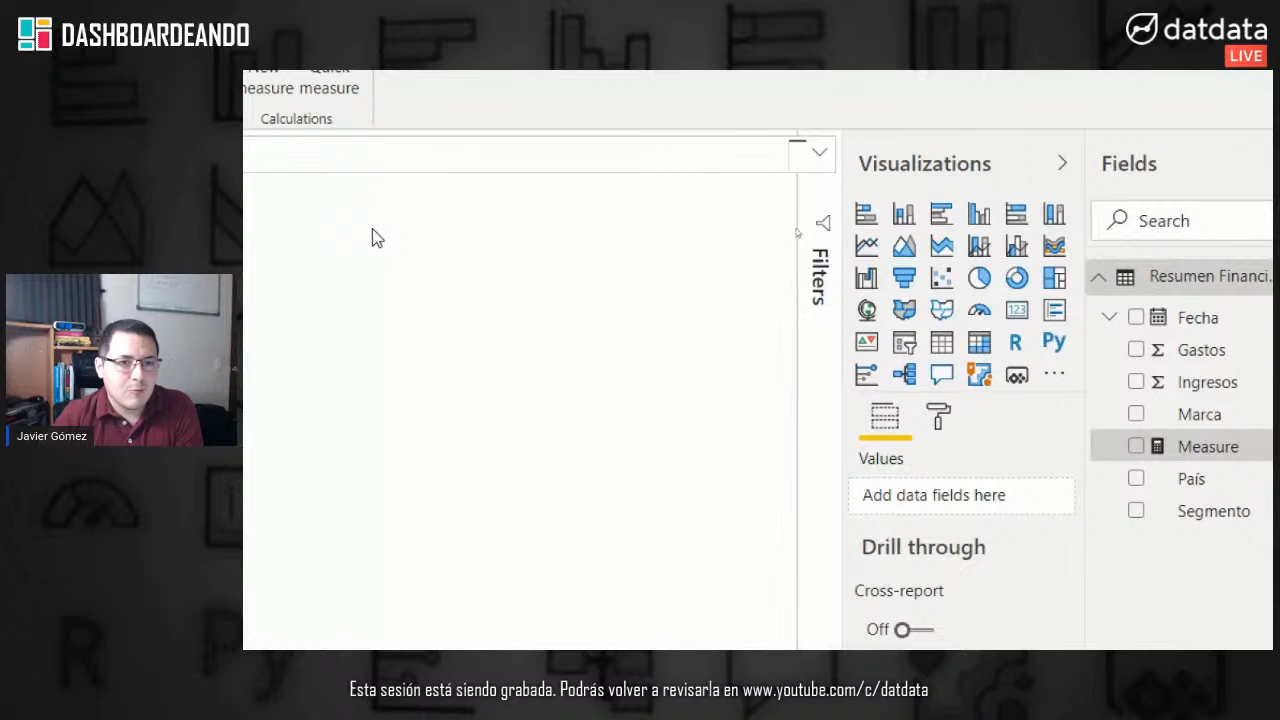 DASHBOARDEANDO
datdata
LIVE
measure measure
Calculations
Visualizations
Fields
Search
Filters
Resumen Financi...
Fecha
Gastos
Ingresos
Marca
Measure
País
Segmento
123
R
Py
Values
Add data fields here
Drill through
Cross-report
Off
Javier Gómez
Esta sesión está siendo grabada. Podrás volver a revisarla en www.youtube.com/c/datdata